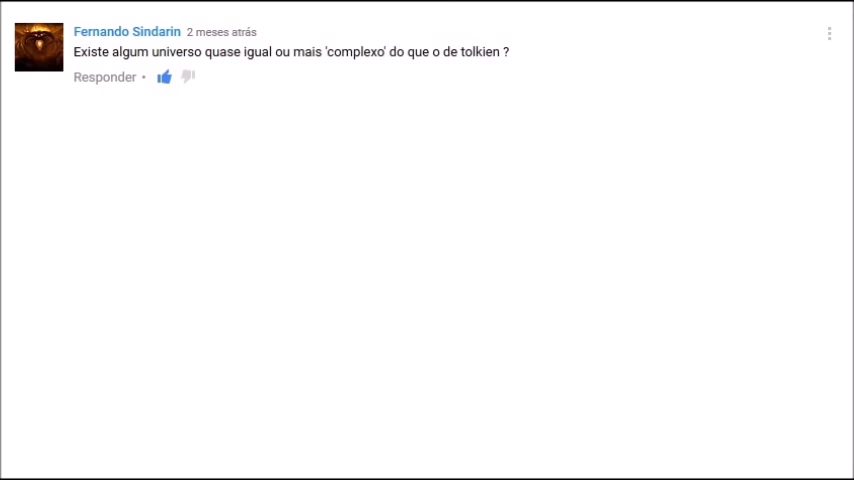 Fernando Sindarin 2 meses atrás
Existe algum universo quase igual ou mais 'complexo' do que o de tolkien ?
Responder •